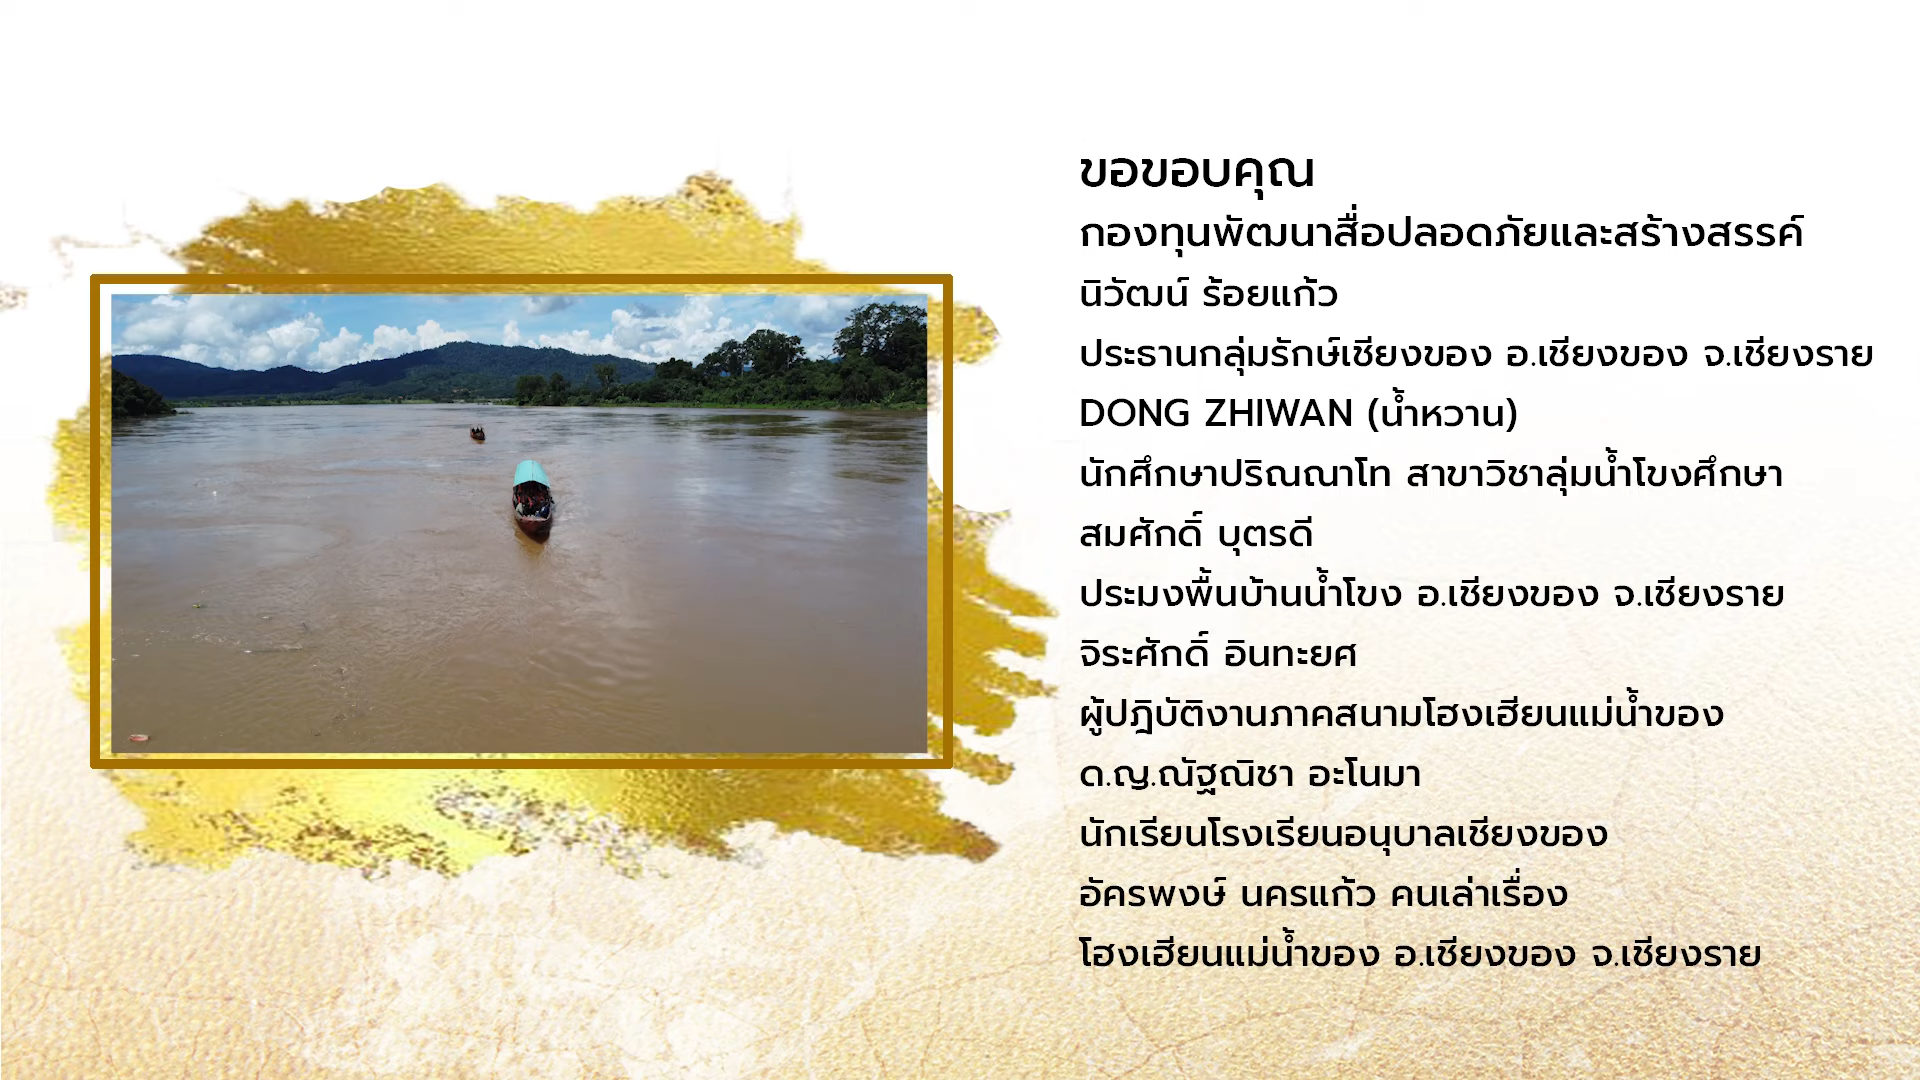 ขอขอบคุณ
กองทุนพัฒนาสื่อปลอดภัยและสร้างสรรค์
นิวัฒน์ ร้อยแก้ว
ประธานกลุ่มรักษ์เชียงของ อ.เชียงของ จ.เชียงราย
DONG ZHIWAN (น้ำหวาน)
นักศึกษาปริณณาโท สาขาวิชาลุ่มน้ำโขงศึกษา
สมศักดิ์ บุตรดี
ประมงพื้นบ้านน้ำโขง อ.เชียงของ จ.เชียงราย
จิระศักดิ์ อินทะยศ
ผู้ปฎิบัติงานภาคสนามโฮงเฮียนแม่น้ำของ
ด.ญ.ณัฐณิชา อะโนมา
นักเรียนโรงเรียนอนุบาลเชียงของ
อัครพงษ์ นครแก้ว คนเล่าเรื่อง
โฮงเฮียนแม่น้ำของ อ.เชียงของ จ.เชียงราย